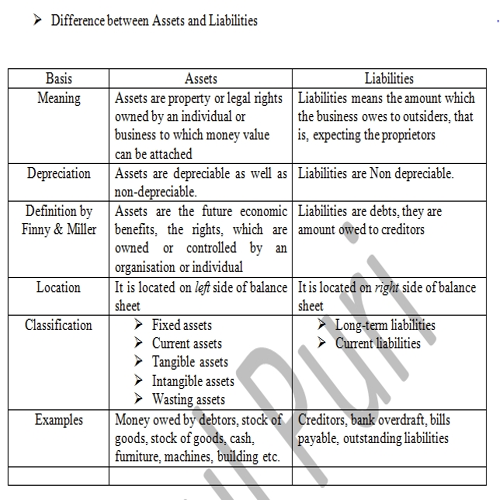 ➢ Difference between Assets and Liabilities
Basis Assets Liabilities
Meaning Assets are property or legal rights owned by an individual or business to which money value can be attached Liabilities means the amount which the business owes to outsiders, that is, expecting the proprietors
Depreciation Assets are depreciable as well as non-depreciable. Liabilities are Non depreciable.
Definition by Finny & Miller Assets are the future economic benefits, the rights, which are owned or controlled by an organisation or individual Liabilities are debts, they are amount owed to creditors
Location It is located on left side of balance sheet It is located on right side of balance sheet
Classification
➢ Fixed assets
➢ Current assets
➢ Tangible assets
➢ Intangible assets
➢ Wasting assets
➢ Long-term liabilities
➢ Current liabilities
Examples Money owed by debtors, stock of goods, stock of goods, cash, furniture, machines, building etc. Creditors, bank overdraft, bills payable, outstanding liabilities
Puri